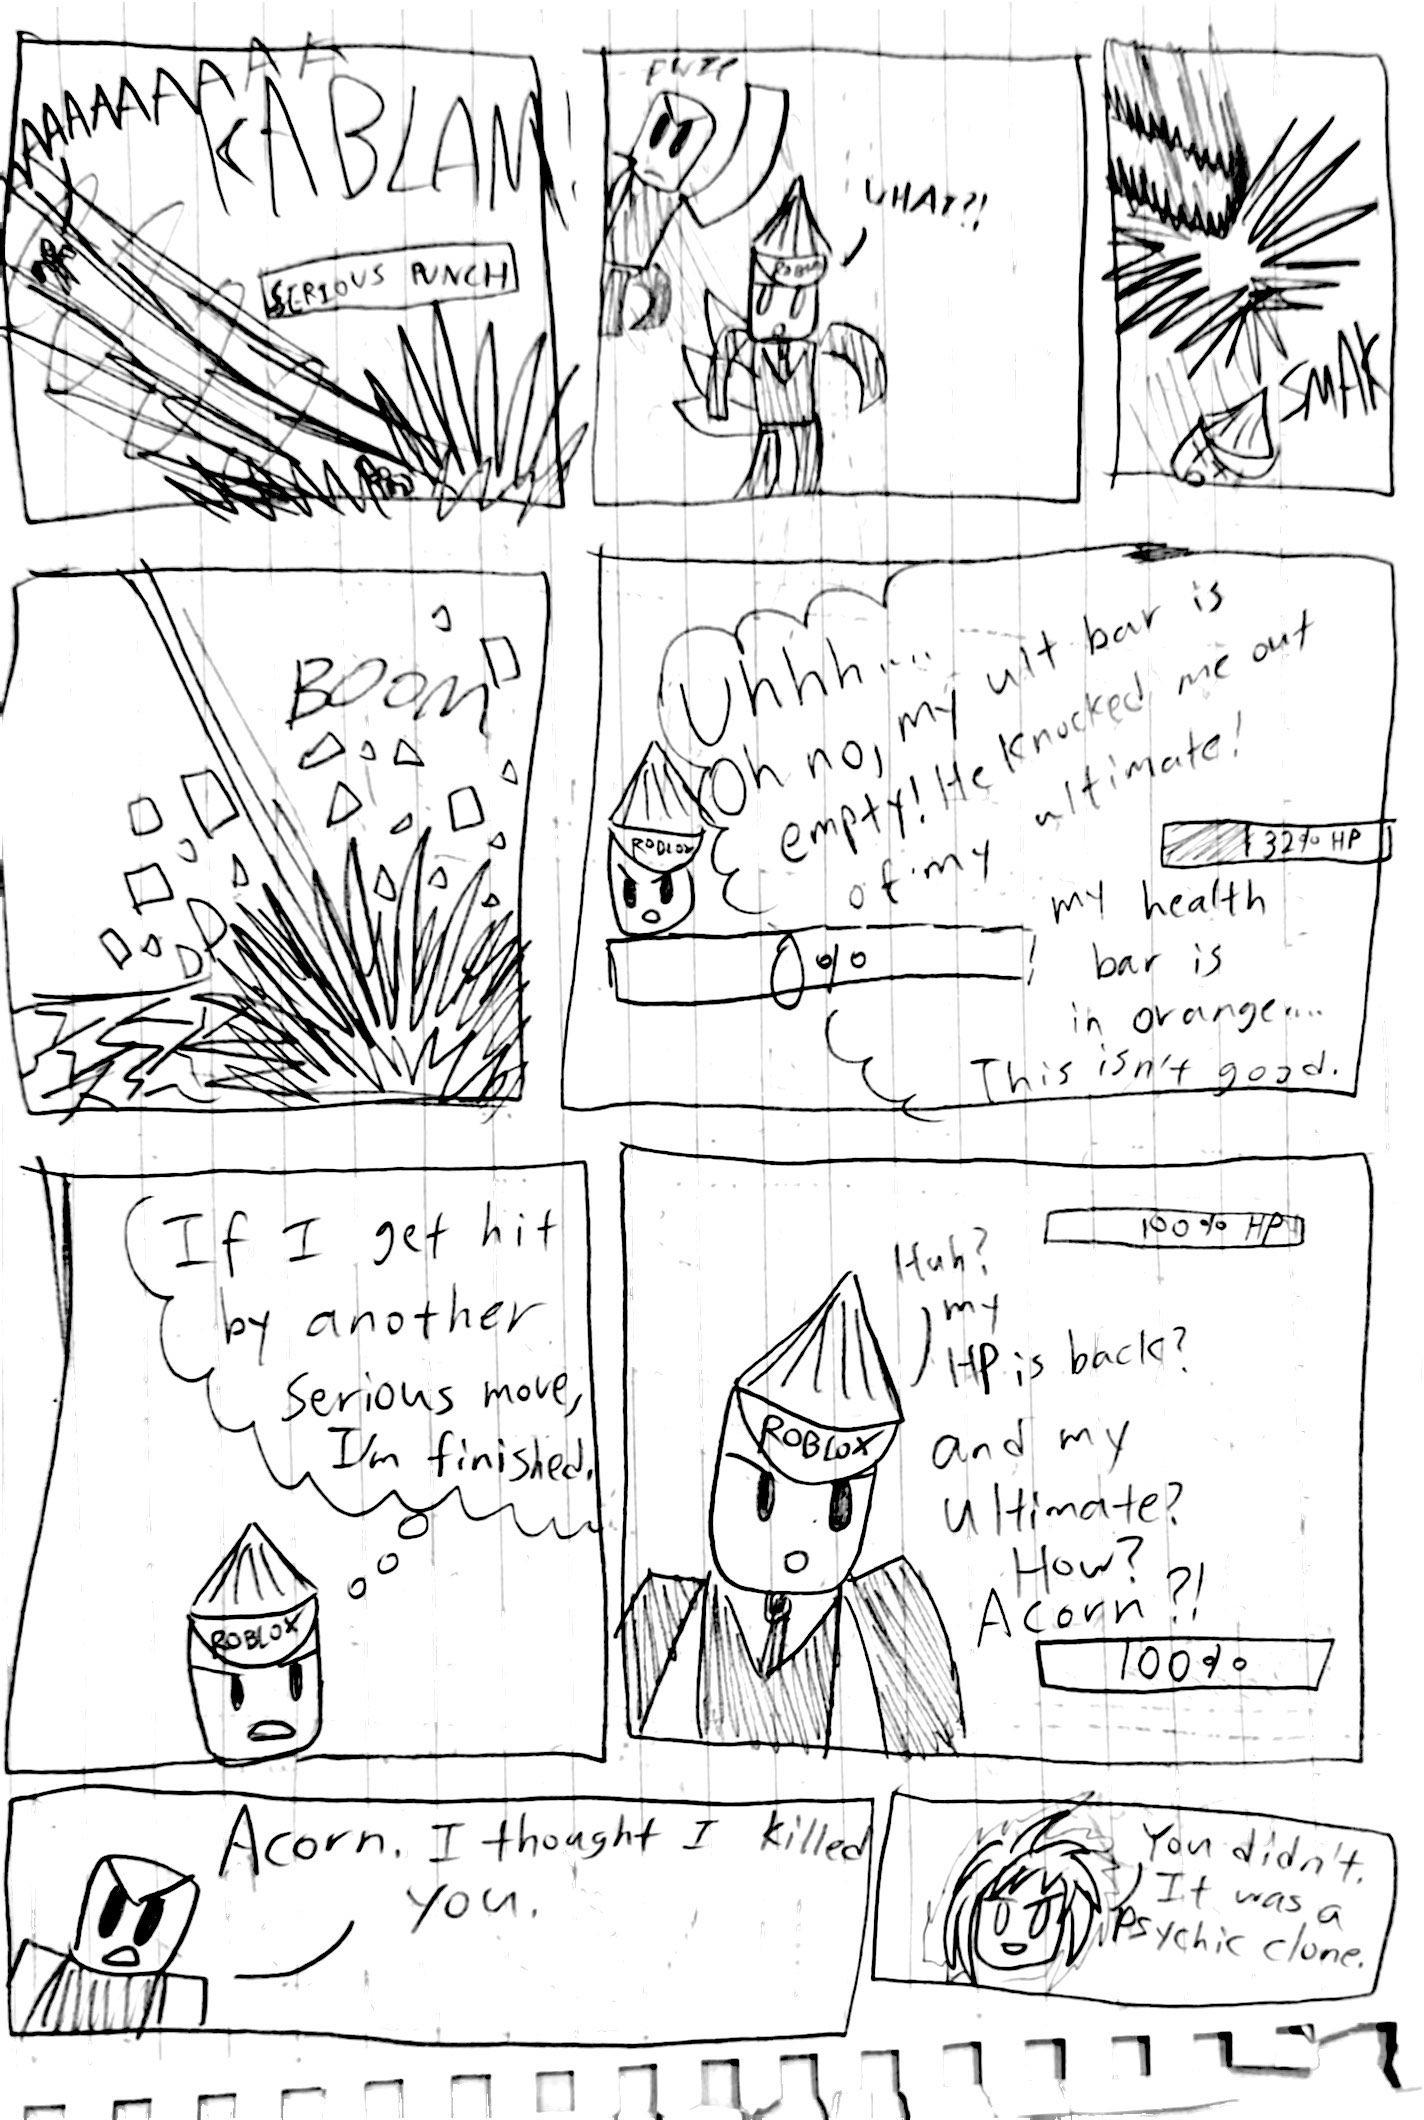 AAAAAAAAAA
KABLAM!
SERIOUS PUNCH
WHAT?!
ROBLOX
SMAK
BOOM
Uhhh....
Oh no, my ult bar is
empty! He knocked me out
of my ultimate!
ROBLOX
32% HP
0%
my health
bar is
in orange....
This isn't good.
If I get hit
by another
serious move,
I'm finished.
ROBLOX
100% HP
Huh?
my
HP is back?
and my
ultimate?
How?
Acorn?!
ROBLOX
100%
Acorn. I thought I killed
you.
You didn't.
It was a
Psychic clone.